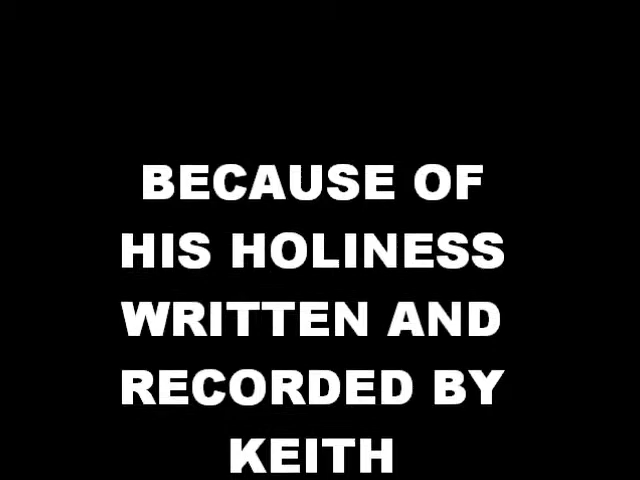 BECAUSE OF
HIS HOLINESS
WRITTEN AND
RECORDED BY
KEITH